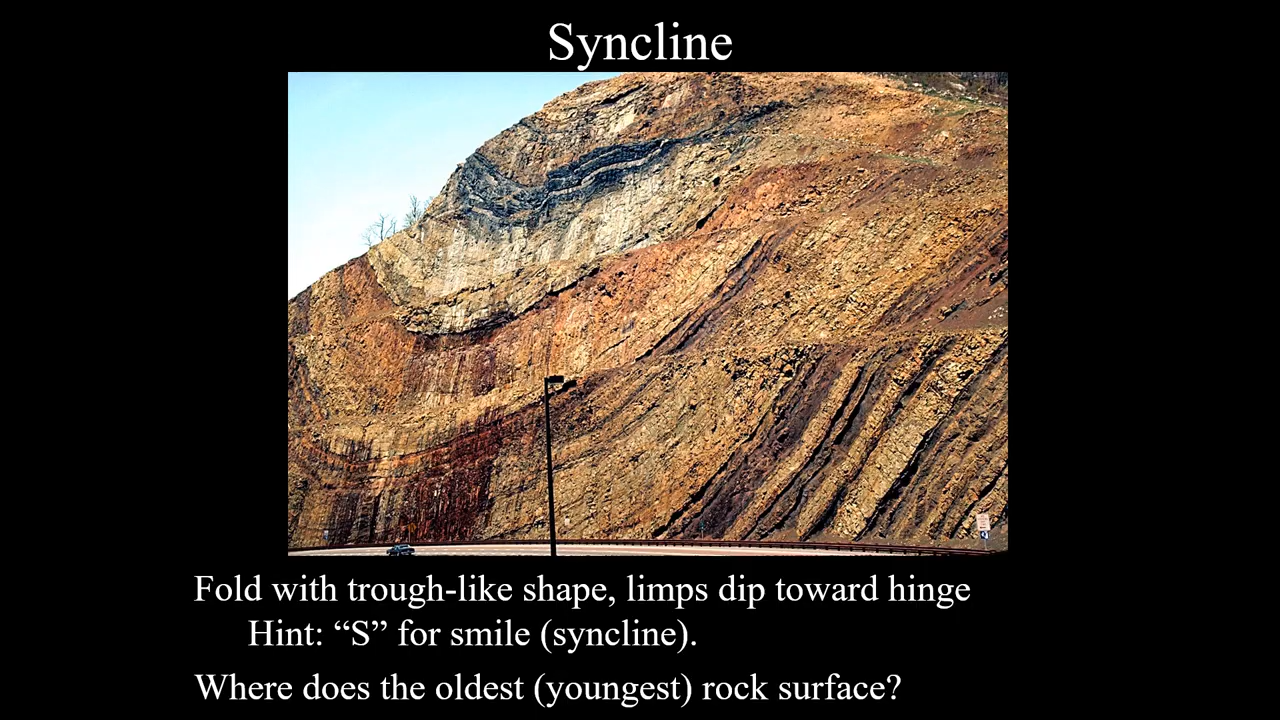 Syncline
Fold with trough-like shape, limps dip toward hinge
Hint: “S” for smile (syncline).
Where does the oldest (youngest) rock surface?